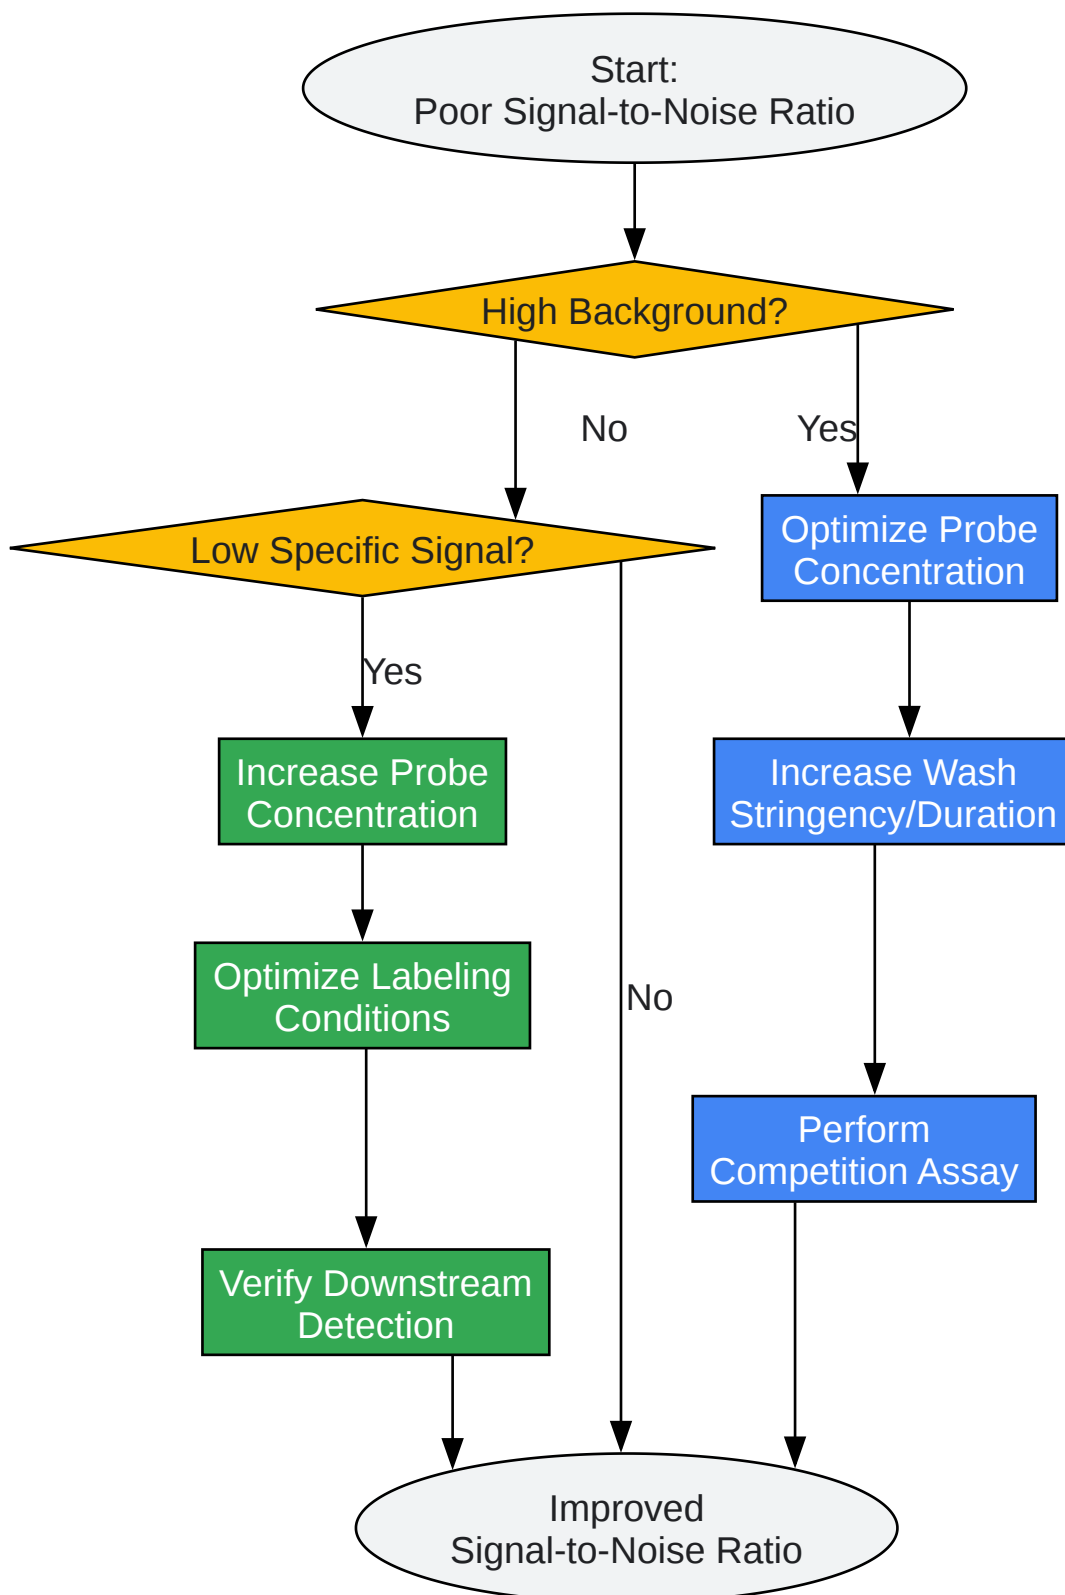 Start:
Poor Signal-to-Noise Ratio
High Background?
No
Yes
Low Specific Signal?
Optimize Probe
Concentration
Yes
Increase Probe
Concentration
Increase Wash
Stringency/Duration
Optimize Labeling
Conditions
No
Perform
Competition Assay
Verify Downstream
Detection
Improved
Signal-to-Noise Ratio